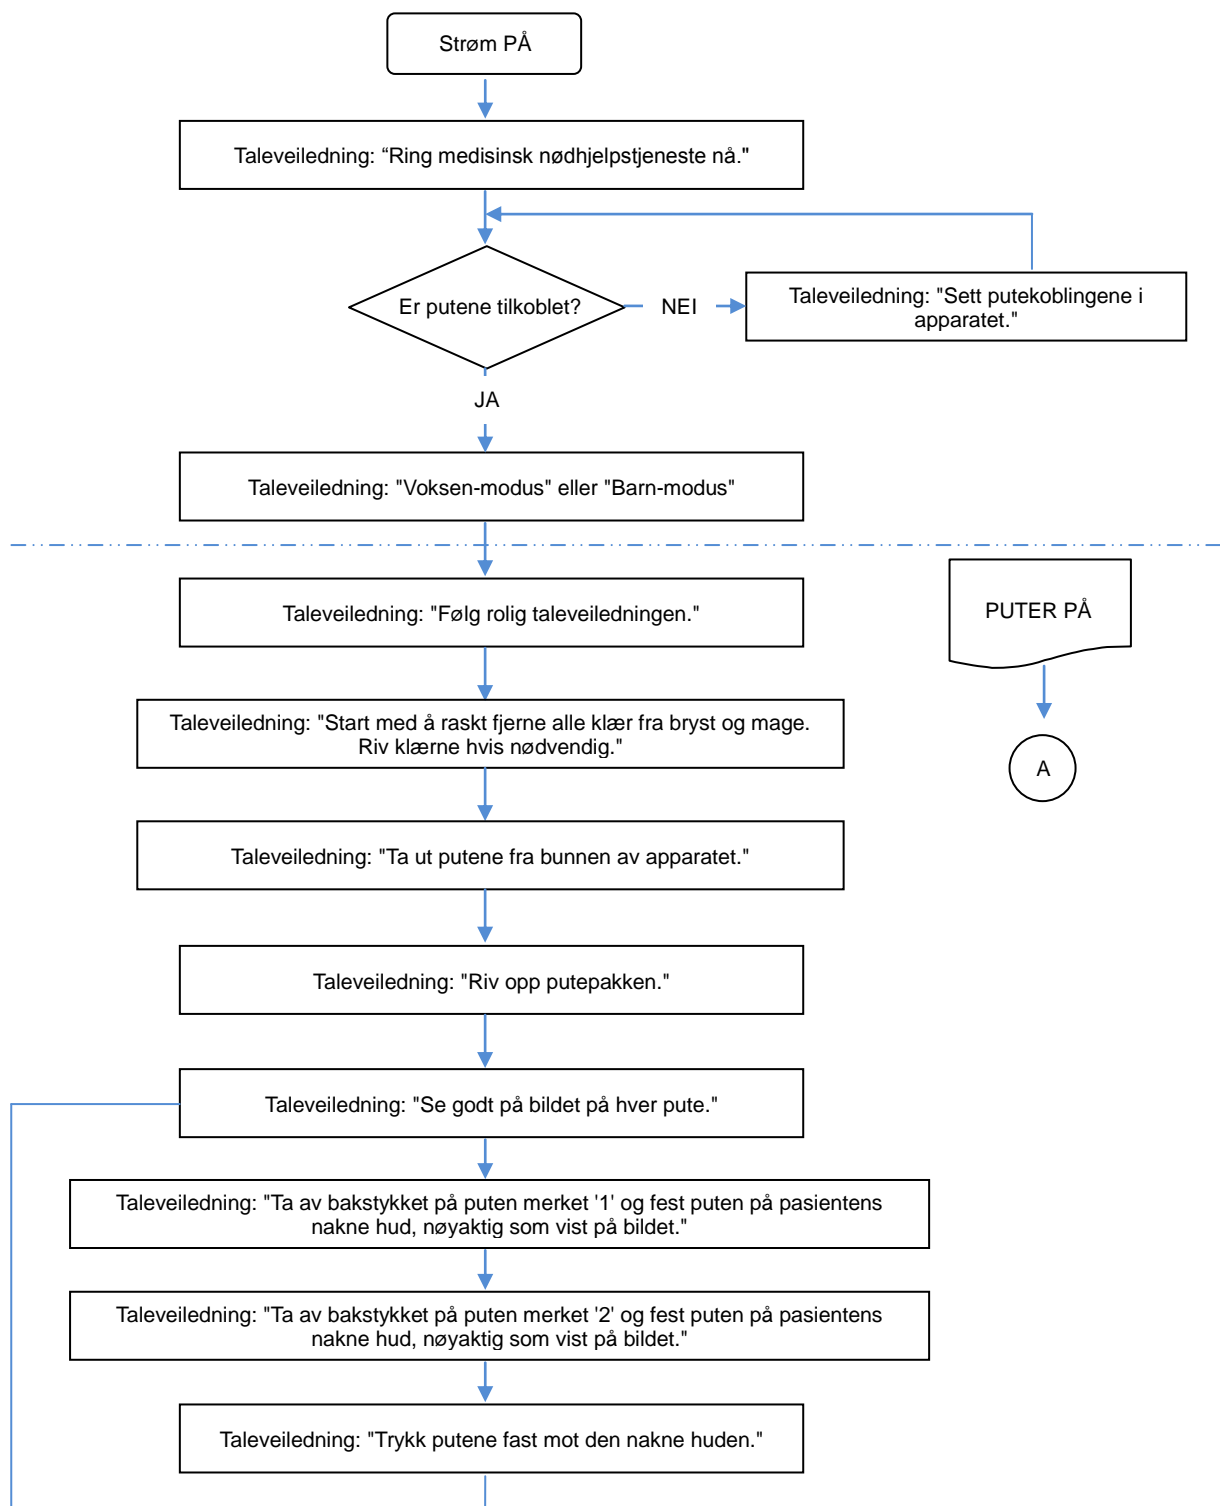 Strøm PÅ
Taleveiledning: “Ring medisinsk nødhjelpstjeneste nå."
Er putene tilkoblet?
NEI
Taleveiledning: "Sett putekoblingene i
apparatet."
JA
Taleveiledning: "Voksen-modus" eller "Barn-modus"
Taleveiledning: "Følg rolig taleveiledningen."
PUTER PÅ
Taleveiledning: "Start med å raskt fjerne alle klær fra bryst og mage.
Riv klærne hvis nødvendig."
A
Taleveiledning: "Ta ut putene fra bunnen av apparatet."
Taleveiledning: "Riv opp putepakken."
Taleveiledning: "Se godt på bildet på hver pute."
Taleveiledning: "Ta av bakstykket på puten merket '1' og fest puten på pasientens
nakne hud, nøyaktig som vist på bildet."
Taleveiledning: "Ta av bakstykket på puten merket '2' og fest puten på pasientens
nakne hud, nøyaktig som vist på bildet."
Taleveiledning: "Trykk putene fast mot den nakne huden."